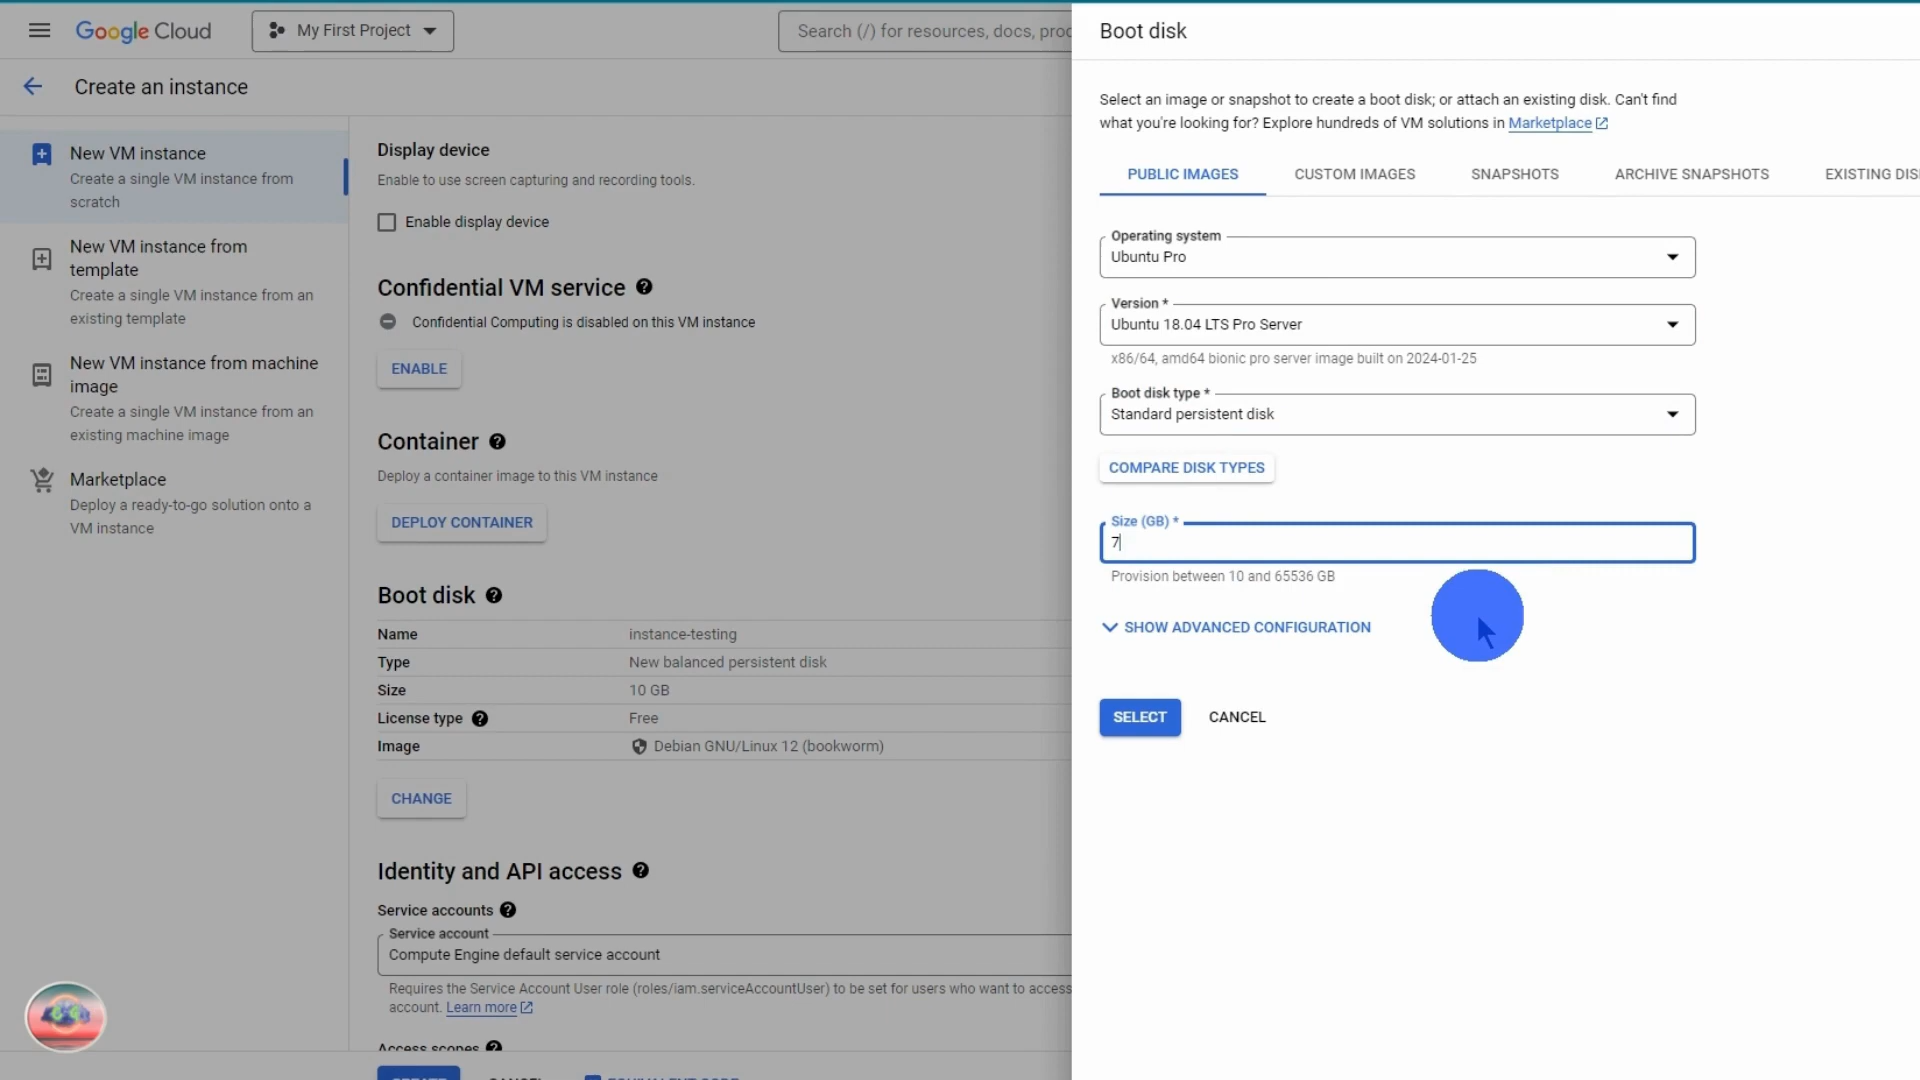 Google Cloud
My First Project
Search (/) for resources, docs, prod
Create an instance
New VM instance
Create a single VM instance from
scratch
New VM instance from
template
Create a single VM instance from an
existing template
New VM instance from machine
image
Create a single VM instance from an
existing machine image
Marketplace
Deploy a ready-to-go solution onto a
VM instance
Display device
Enable to use screen capturing and recording tools.
Enable display device
Confidential VM service
Confidential Computing is disabled on this VM instance
ENABLE
Container
Deploy a container image to this VM instance
DEPLOY CONTAINER
Boot disk
Name instance-testing
Type New balanced persistent disk
Size 10 GB
License type Free
Image Debian GNU/Linux 12 (bookworm)
CHANGE
Identity and API access
Service accounts
Service account
Compute Engine default service account
Requires the Service Account User role (roles/iam.serviceAccountUser) to be set for users who want to access
account. Learn more
Access scopes
CREATE CANCEL EQUIVALENT CODE
Boot disk
Select an image or snapshot to create a boot disk; or attach an existing disk. Can't find
what you're looking for? Explore hundreds of VM solutions in Marketplace
PUBLIC IMAGES CUSTOM IMAGES SNAPSHOTS ARCHIVE SNAPSHOTS EXISTING DIS
Operating system
Ubuntu Pro
Version *
Ubuntu 18.04 LTS Pro Server
x86/64, amd64 bionic pro server image built on 2024-01-25
Boot disk type *
Standard persistent disk
COMPARE DISK TYPES
Size (GB) *
7
Provision between 10 and 65536 GB
SHOW ADVANCED CONFIGURATION
SELECT CANCEL